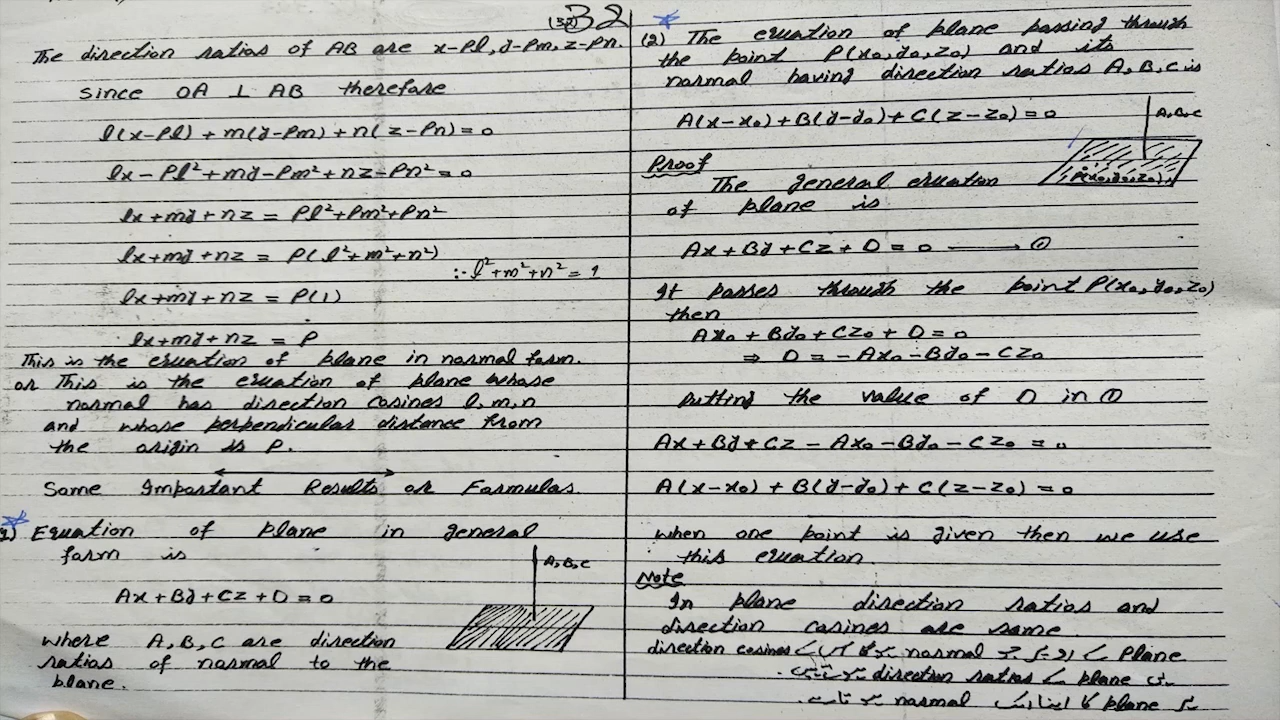 32
The direction ratios of AB are x-Pl, y-Pm, z-Pn.
since OA ⊥ AB therefore
l(x-Pl) + m(y-Pm) + n(z-Pn) = 0
lx - Pl² + my - Pm² + nz - Pn² = 0
lx + my + nz = Pl² + Pm² + Pn²
lx + my + nz = P(l² + m² + n²)
∵ l² + m² + n² = 1
lx + my + nz = P(1)
lx + my + nz = P
This is the equation of plane in normal form.
or This is the equation of plane whose
normal has direction cosines l, m, n
and whose perpendicular distance from
the origin is P.
Some Important Results or Formulas.
1) Equation of plane in general
form is
A, B, C
Ax + By + Cz + D = 0
where A, B, C are direction
ratios of normal to the
plane.
(2) The equation of plane passing through
the point P(x₀, y₀, z₀) and its
normal having direction ratios A, B, C is
A(x-x₀) + B(y-y₀) + C(z-z₀) = 0
A, B, C
Proof
P(x₀, y₀, z₀)
The general equation
of plane is
Ax + By + Cz + D = 0 ①
It passes through the point P(x₀, y₀, z₀)
then
Ax₀ + By₀ + Cz₀ + D = 0
⇒ D = -Ax₀ - By₀ - Cz₀
putting the value of D in ①
Ax + By + Cz - Ax₀ - By₀ - Cz₀ = 0
A(x-x₀) + B(y-y₀) + C(z-z₀) = 0
when one point is given then we use
this equation.
Note
In plane direction ratios and
direction cosines are same.
direction cosines normal Plane
direction ratios plane
normal plane کا